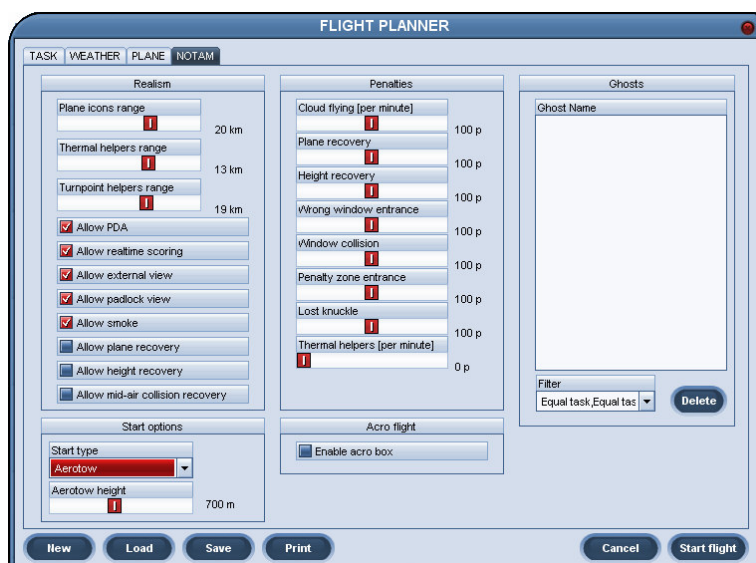 FLIGHT PLANNER
TASK WEATHER PLANE NOTAM
Realism
Plane icons range
20 km
Thermal helpers range
13 km
Turnpoint helpers range
19 km
Allow PDA
Allow realtime scoring
Allow external view
Allow padlock view
Allow smoke
Allow plane recovery
Allow height recovery
Allow mid-air collision recovery
Start options
Start type
Aerotow
Aerotow height
700 m
Penalties
Cloud flying [per minute]
100 p
Plane recovery
100 p
Height recovery
100 p
Wrong window entrance
100 p
Window collision
100 p
Penalty zone entrance
100 p
Lost knuckle
100 p
Thermal helpers [per minute]
0 p
Acro flight
Enable acro box
Ghosts
Ghost Name
Filter
Equal task,Equal tas
Delete
New Load Save Print Cancel Start flight